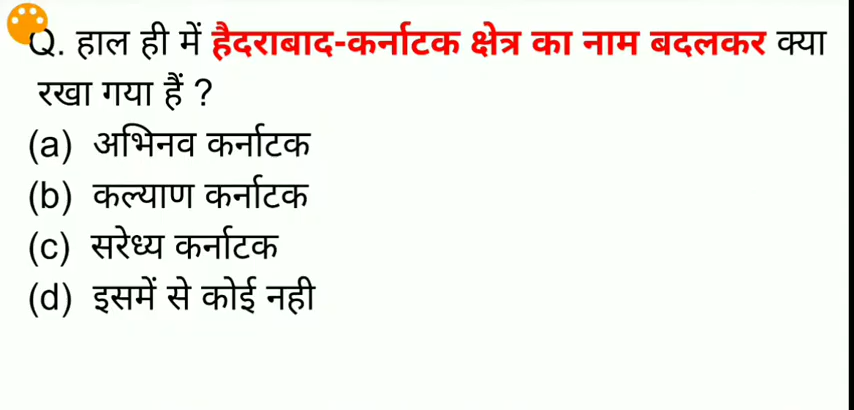 Q. हाल ही में हैदराबाद-कर्नाटक क्षेत्र का नाम बदलकर क्या
रखा गया हैं ?
(a) अभिनव कर्नाटक
(b) कल्याण कर्नाटक
(c) सरेध्य कर्नाटक
(d) इसमें से कोई नही